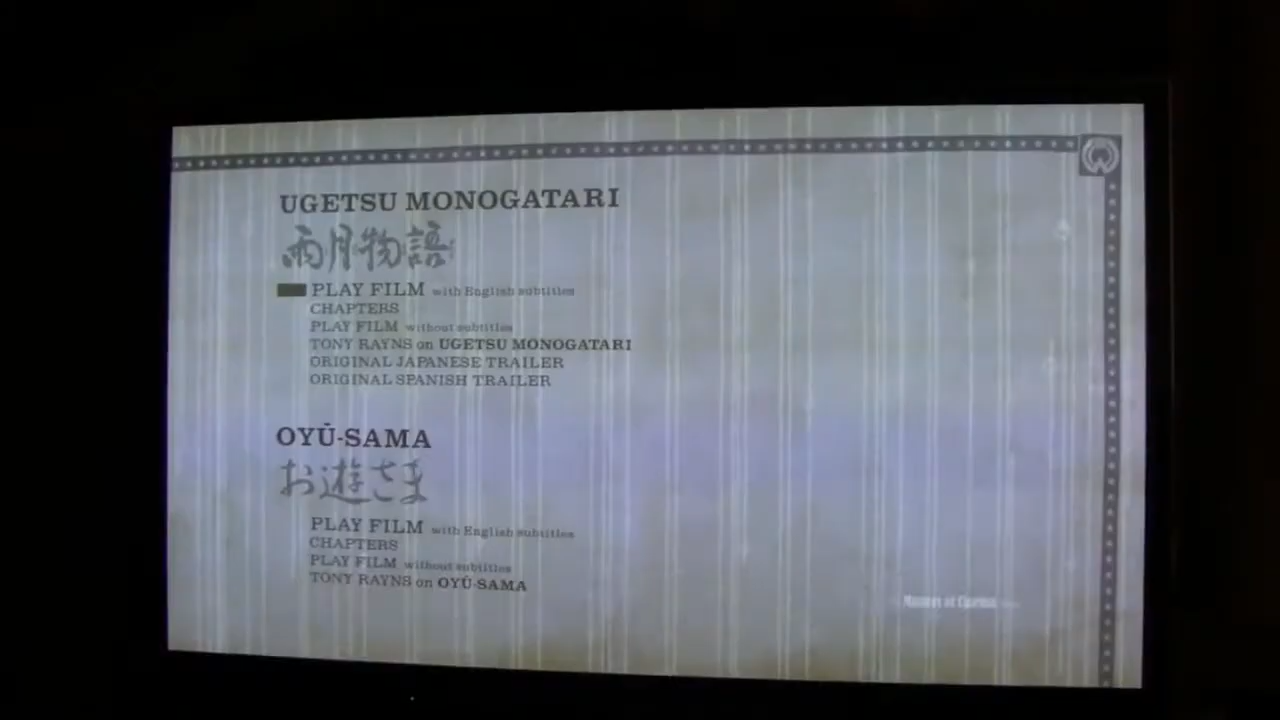 UGETSU MONOGATARI
雨月物語
PLAY FILM with English subtitles
CHAPTERS
PLAY FILM without subtitles
TONY RAYNS on UGETSU MONOGATARI
ORIGINAL JAPANESE TRAILER
ORIGINAL SPANISH TRAILER
OYŪ-SAMA
お遊さま
PLAY FILM with English subtitles
CHAPTERS
PLAY FILM without subtitles
TONY RAYNS on OYŪ-SAMA
Masters of Cinema